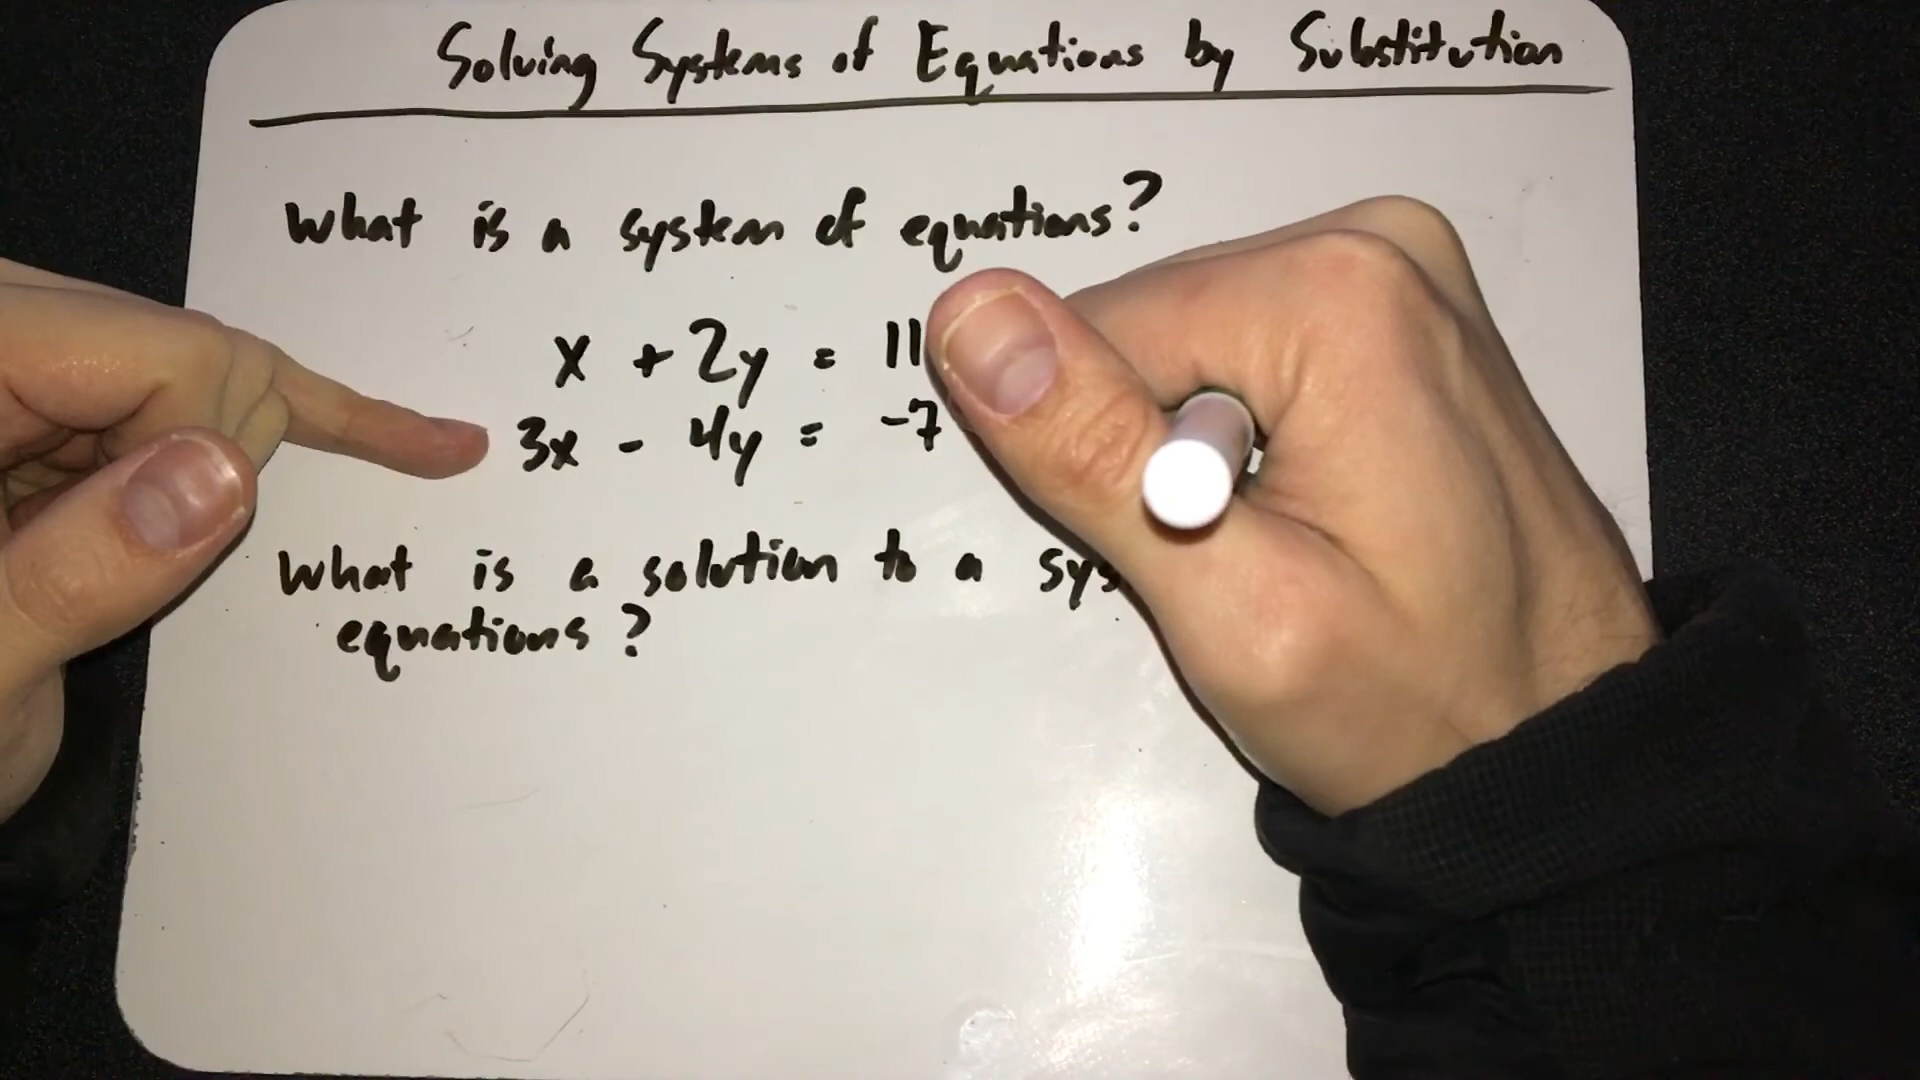 Solving Systems of Equations by Substitution
What is a system of equations?
x + 2y = 11
3x - 4y = -7
What is a solution to a
equations?